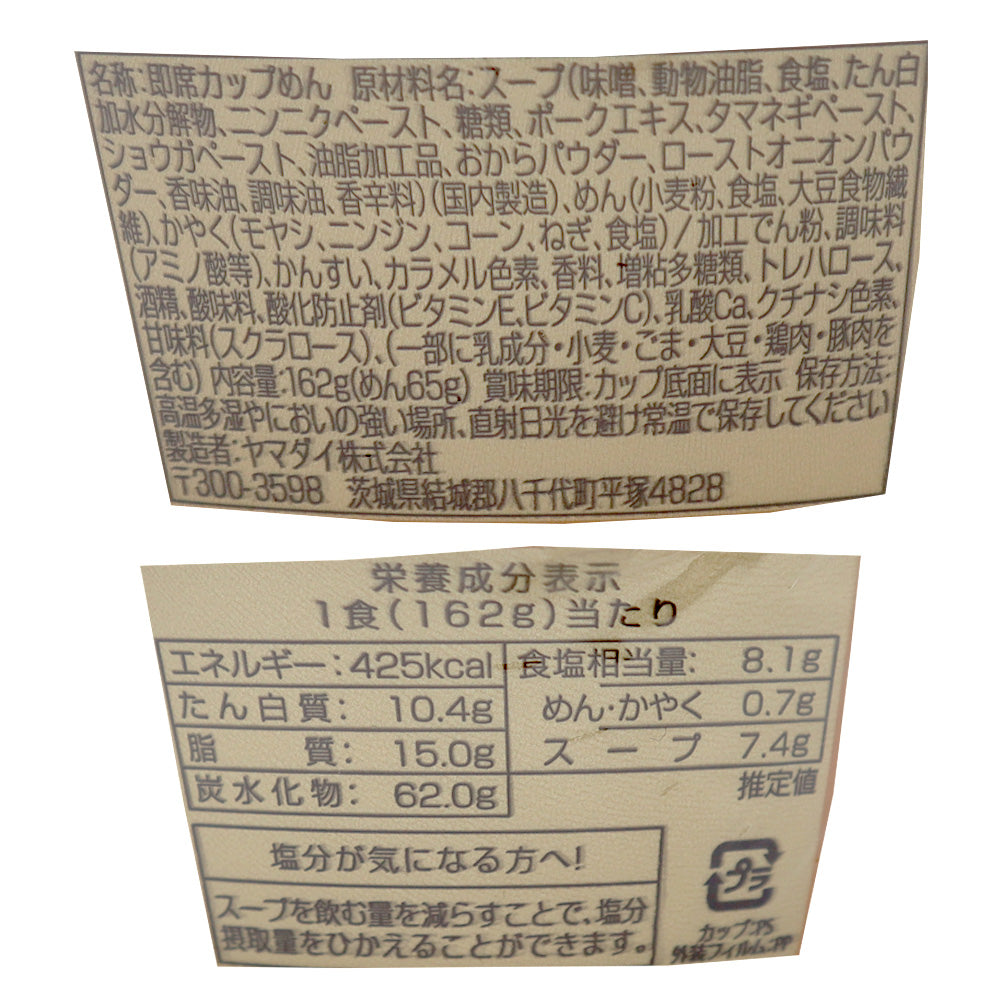 名称:即席カップめん 原材料名:スープ(味噌、動物油脂、食塩、たん白
加水分解物、ニンニクペースト、糖類、ポークエキス、タマネギペースト、
ショウガペースト、油脂加工品、おからパウダー、ローストオニオンパウ
ダー、香味油、調味油、香辛料)(国内製造)、めん(小麦粉、食塩、大豆食物繊
維)、かやく(モヤシ、ニンジン、コーン、ねぎ、食塩)/加工でん粉、調味料
(アミノ酸等)、かんすい、カラメル色素、香料、増粘多糖類、トレハロース、
酒精、酸味料、酸化防止剤(ビタミンE、ビタミンC)、乳酸Ca、クチナシ色素、
甘味料(スクラロース)、(一部に乳成分・小麦・ごま・大豆・鶏肉・豚肉を
含む) 内容量:162g(めん65g) 賞味期限:カップ底面に表示 保存方法:
高温多湿やにおいの強い場所、直射日光を避け常温で保存してください
製造者:ヤマダイ株式会社
〒300-3598 茨城県結城郡八千代町平塚4828
栄養成分表示
1食(162g)当たり
エネルギー:425kcal
たん白質: 10.4g
脂質: 15.0g
炭水化物: 62.0g
食塩相当量: 8.1g
めん・かやく 0.7g
スープ 7.4g
推定値
塩分が気になる方へ!
スープを飲む量を減らすことで、塩分
摂取量をひかえることができます。
プラ
カップ:PS
外装フィルム:PP